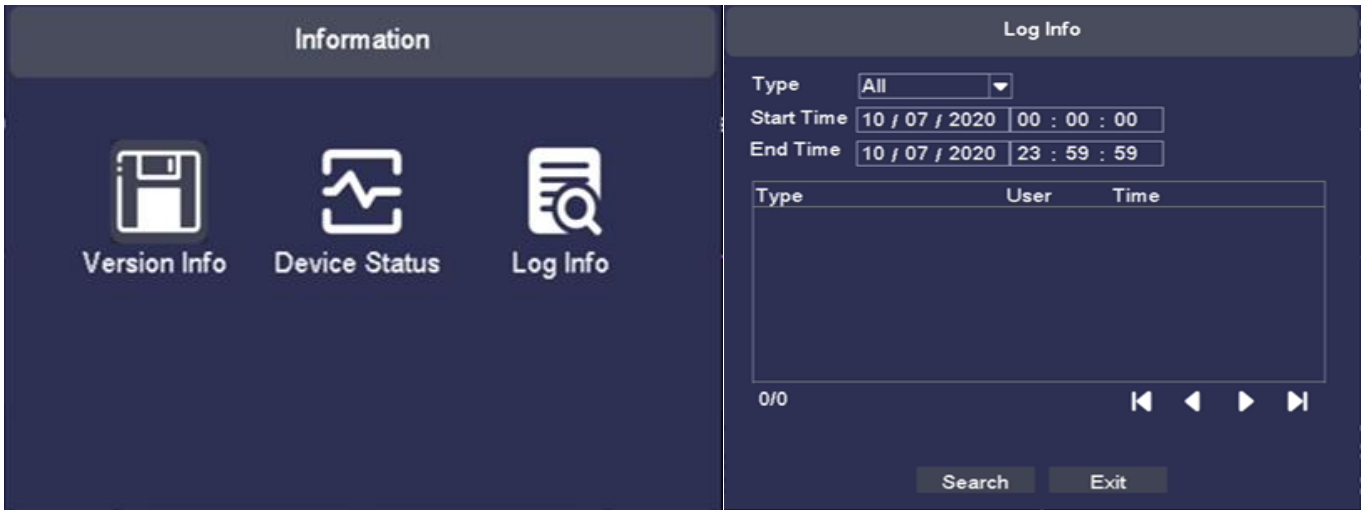 Information
Version Info Device Status Log Info
Log Info
Type All
Start Time 10 / 07 / 2020 00 : 00 : 00
End Time 10 / 07 / 2020 23 : 59 : 59
Type User Time
0/0
Search Exit